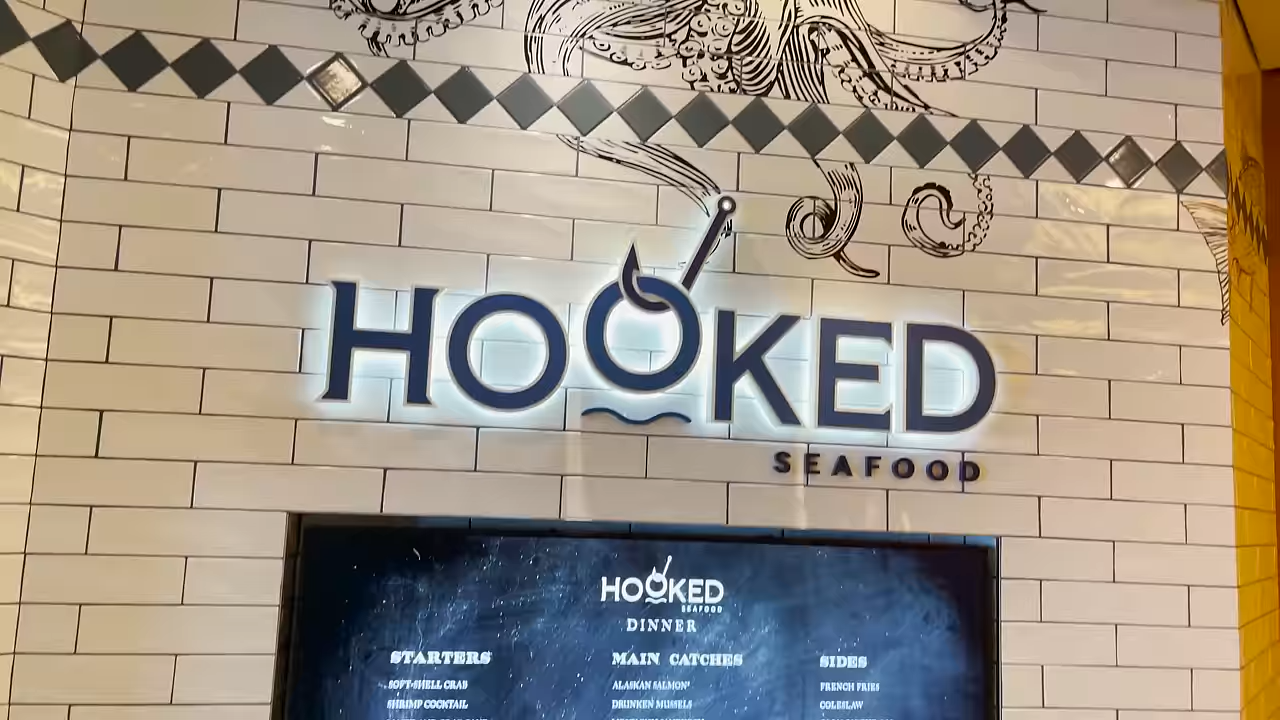 HOOKED
SEAFOOD
HOOKED
SEAFOOD
DINNER
STARTERS
SOFT-SHELL CRAB
SHRIMP COCKTAIL
MAIN CATCHES
ALASKAN SALMON*
DRUNKEN MUSSELS
SIDES
FRENCH FRIES
COLESLAW